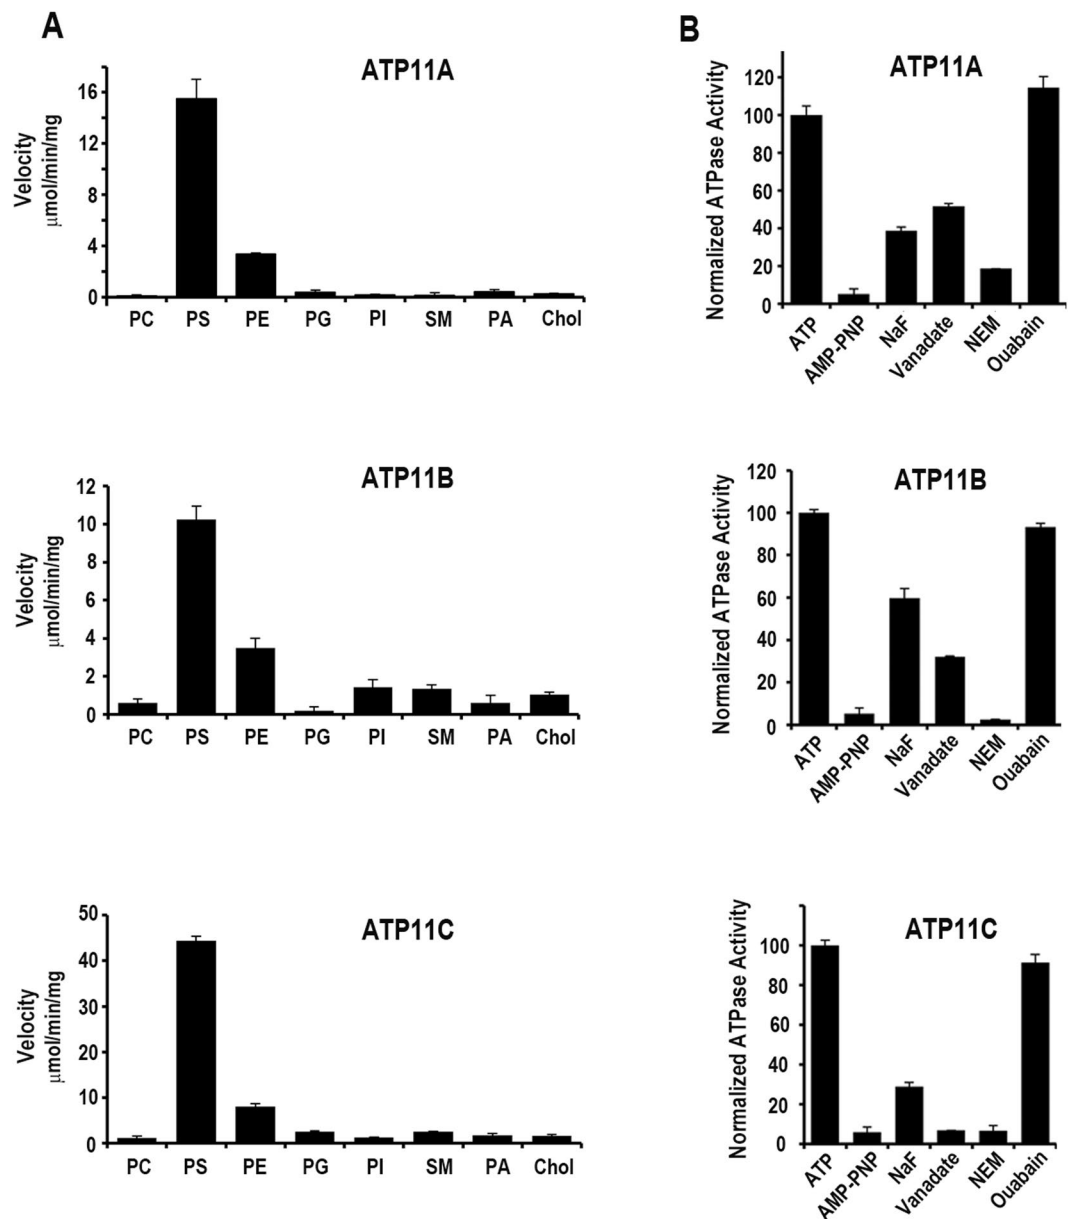 A
B
ATP11A
Velocity
μmol/min/mg
16
12
8
4
0
PC PS PE PG PI SM PA Chol
ATP11A
Normalized ATPase Activity
120
100
80
60
40
20
0
ATP AMP-PNP NaF Vanadate NEM Ouabain
ATP11B
Velocity
μmol/min/mg
12
10
8
6
4
2
0
PC PS PE PG PI SM PA Chol
ATP11B
Normalized ATPase Activity
120
100
80
60
40
20
0
ATP AMP-PNP NaF Vanadate NEM Ouabain
ATP11C
Velocity
μmol/min/mg
50
40
30
20
10
0
PC PS PE PG PI SM PA Chol
ATP11C
Normalized ATPase Activity
100
80
60
40
20
0
ATP AMP-PNP NaF Vanadate NEM Ouabain